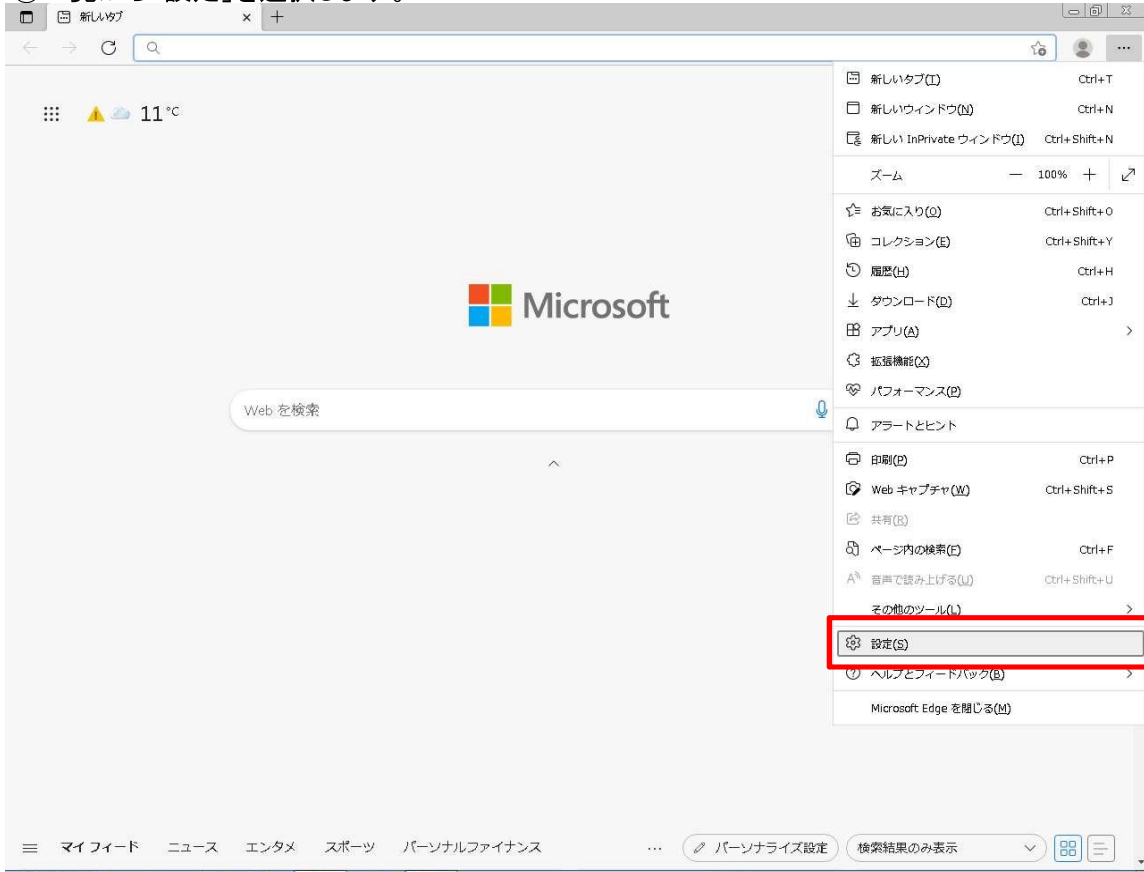 「設定」を選択します。
新しいタブ
11°C
新しいタブ(T) Ctrl+T
新しいウィンドウ(N) Ctrl+N
新しい InPrivate ウィンドウ(I) Ctrl+Shift+N
ズーム — 100% +
お気に入り(O) Ctrl+Shift+O
コレクション(E) Ctrl+Shift+Y
履歴(H) Ctrl+H
ダウンロード(D) Ctrl+J
アプリ(A)
拡張機能(X)
パフォーマンス(P)
アラートとヒント
印刷(P) Ctrl+P
Web キャプチャ(W) Ctrl+Shift+S
共有(R)
ページ内の検索(F) Ctrl+F
音声で読み上げる(U) Ctrl+Shift+U
その他のツール(L)
設定(S)
ヘルプとフィードバック(B)
Microsoft Edge を閉じる(M)
Microsoft
Web を検索
マイ フィード ニュース エンタメ スポーツ パーソナルファイナンス … パーソナライズ設定 検索結果のみ表示